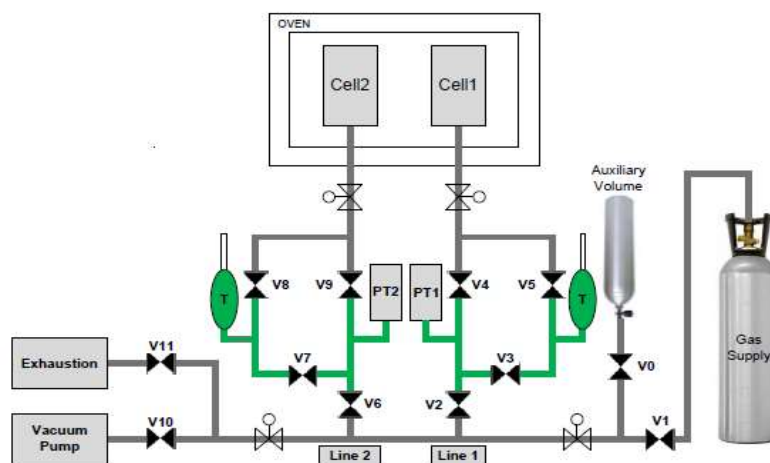 OVEN
Cell2
Cell1
Auxiliary
Volume
T
V8
V9
PT2
PT1
V4
V5
T
V11
Exhaustion
V7
V3
V0
Gas
Supply
V6
V2
V10
V1
Vacuum
Pump
Line 2
Line 1